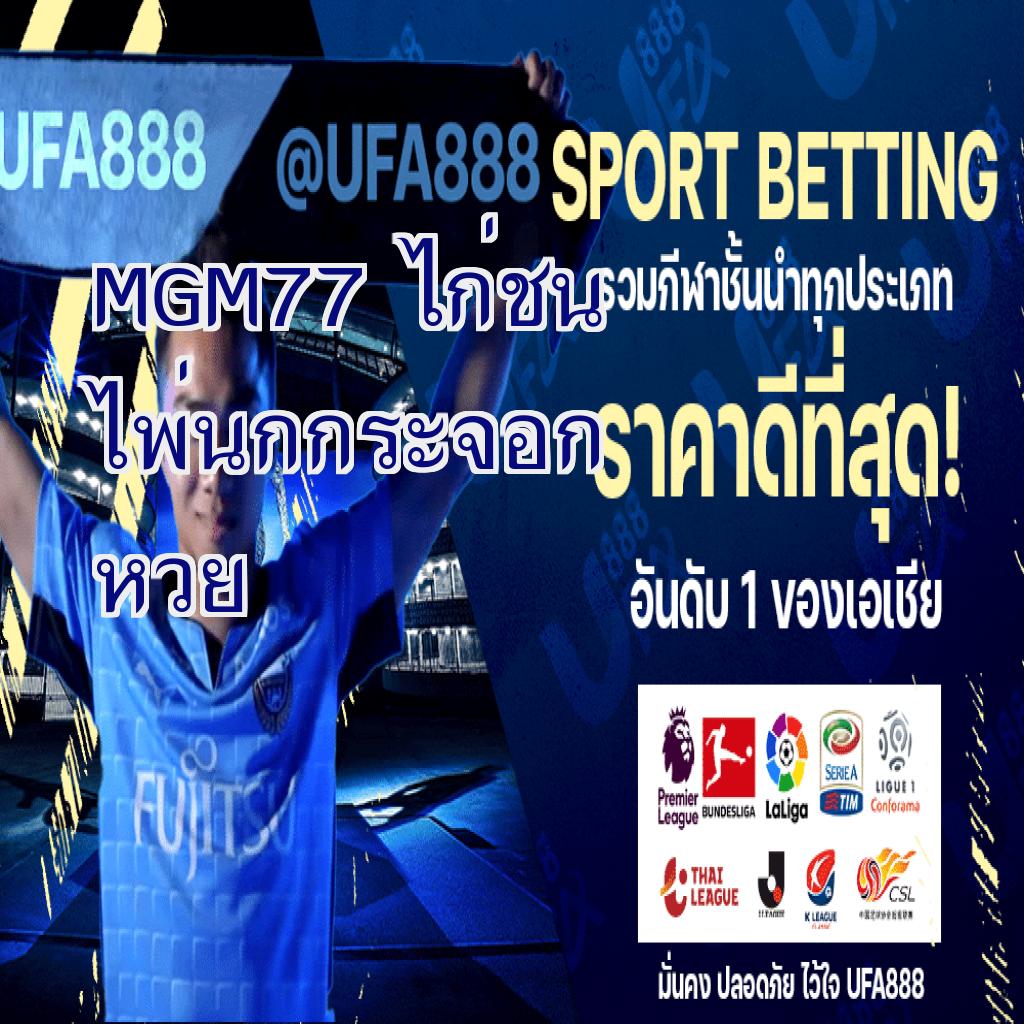 UFA888
@UFA888
SPORT BETTING
รวมกีฬาชั้นนำทุกประเภท
MGM77 ไก่ชน
ไพ่นกกระจอก
หวย
ราคาดีที่สุด!
อันดับ 1 ของเอเชีย
FUJITSU
Premier
League
BUNDESLIGA
LaLiga
SERIE A
TIM
LIGUE 1
Conforama
THAI
LEAGUE
J.LEAGUE
K LEAGUE
CSL
มั่นคง ปลอดภัย ไว้ใจ UFA888